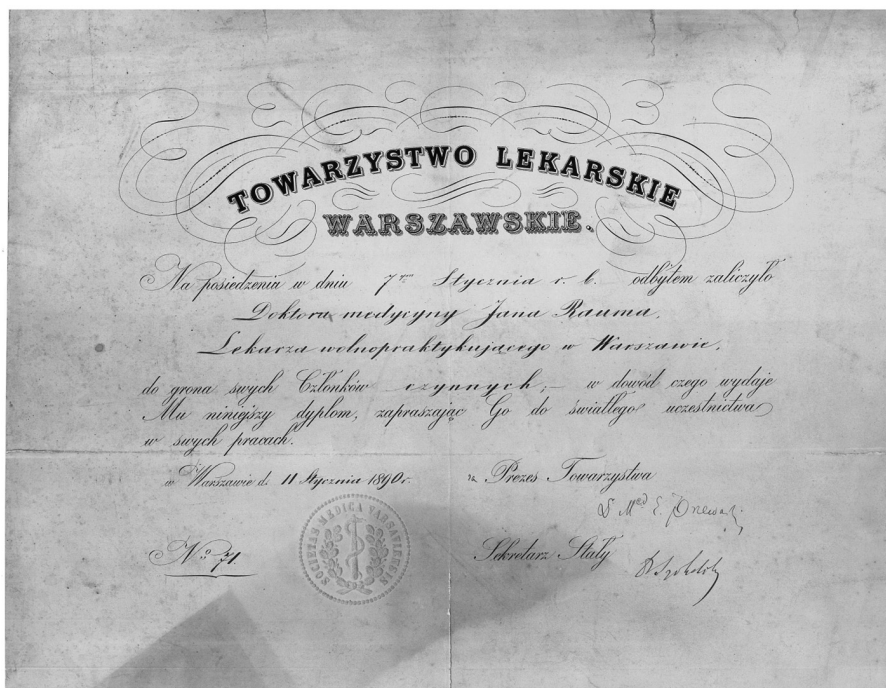 TOWARZYSTWO LEKARSKIE
WARSZAWSKIE.
Na posiedzeniu w dniu 7go Stycznia r. b. odbytem zaliczyło
Doktora medycyny Jana Rauma,
Lekarza wolnopraktykującego w Warszawie,
do grona swych Członków czynnych,— w dowód czego wydaje
Mu niniejszy dyplom, zapraszając Go do światłego uczestnictwa
w swych pracach.
w Warszawie d. 11 Stycznia 1890 r.
za Prezes Towarzystwa
D Med E.
SOCIETAS MEDICA VARSAVIENSIS
No
Sekretarz Stały